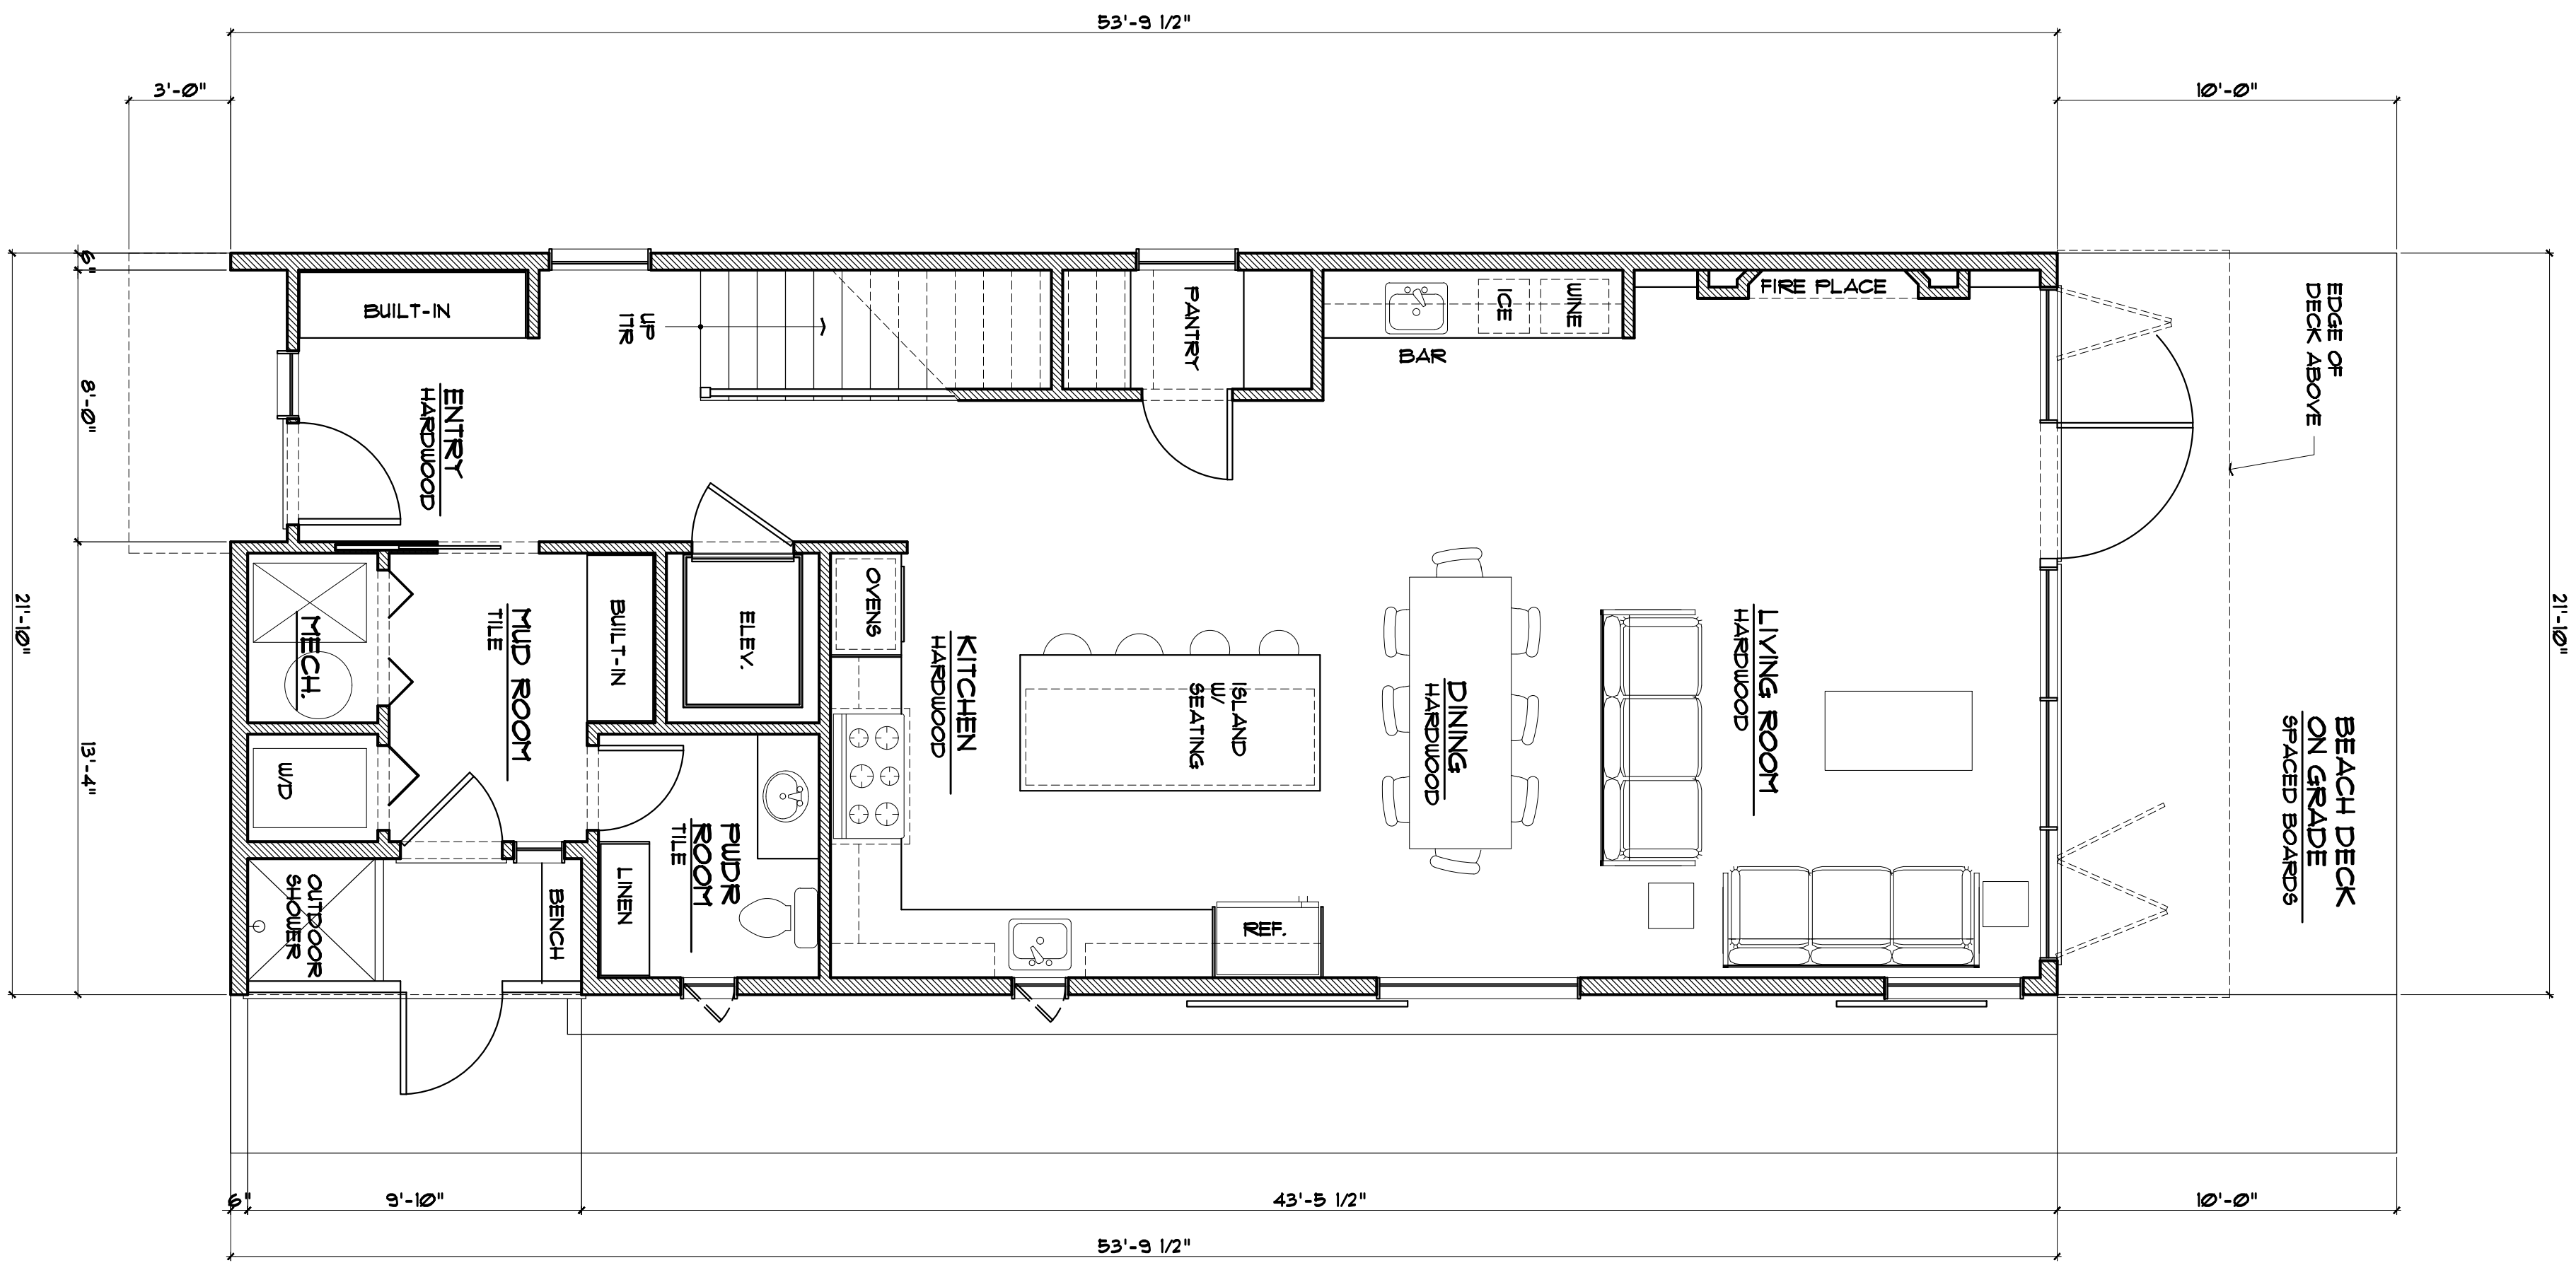 53'-9 1/2"
3'-0"
10'-0"
6"
8'-0"
21'-10"
13'-4"
21'-10"
BUILT-IN
UP
17R
PANTRY
ICE
WINE
BAR
FIRE PLACE
EDGE OF
DECK ABOVE
ENTRY
HARDWOOD
MECH.
MUD ROOM
TILE
BUILT-IN
ELEV.
OVENS
KITCHEN
HARDWOOD
ISLAND
W/
SEATING
DINING
HARDWOOD
LIVING ROOM
HARDWOOD
BEACH DECK
ON GRADE
SPACED BOARDS
W/D
PWDR
ROOM
TILE
OUTDOOR
SHOWER
BENCH
LINEN
REF.
6"
9'-10"
43'-5 1/2"
10'-0"
53'-9 1/2"